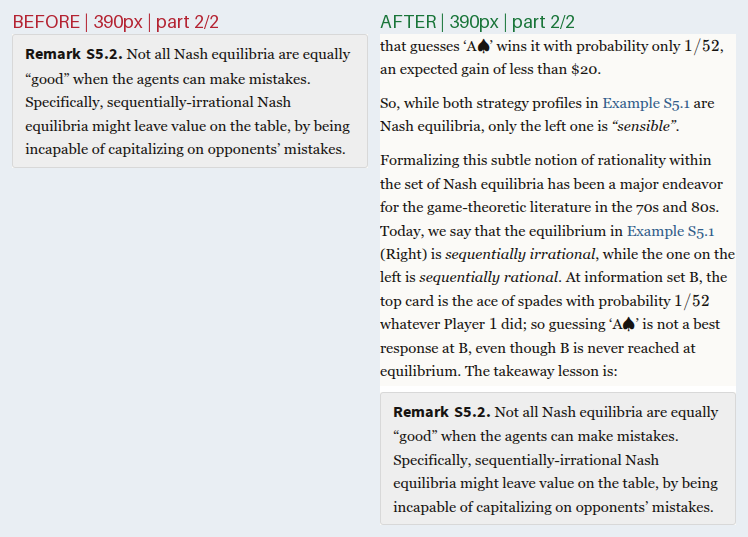 BEFORE | 390px | part 2/2
Remark S5.2. Not all Nash equilibria are equally
“good” when the agents can make mistakes.
Specifically, sequentially-irrational Nash
equilibria might leave value on the table, by being
incapable of capitalizing on opponents’ mistakes.
AFTER | 390px | part 2/2
that guesses ‘A♠’ wins it with probability only 1/52,
an expected gain of less than $20.
So, while both strategy profiles in Example S5.1 are
Nash equilibria, only the left one is “sensible”.
Formalizing this subtle notion of rationality within
the set of Nash equilibria has been a major endeavor
for the game-theoretic literature in the 70s and 80s.
Today, we say that the equilibrium in Example S5.1
(Right) is sequentially irrational, while the one on the
left is sequentially rational. At information set B, the
top card is the ace of spades with probability 1/52
whatever Player 1 did; so guessing ‘A♠’ is not a best
response at B, even though B is never reached at
equilibrium. The takeaway lesson is:
Remark S5.2. Not all Nash equilibria are equally
“good” when the agents can make mistakes.
Specifically, sequentially-irrational Nash
equilibria might leave value on the table, by being
incapable of capitalizing on opponents’ mistakes.